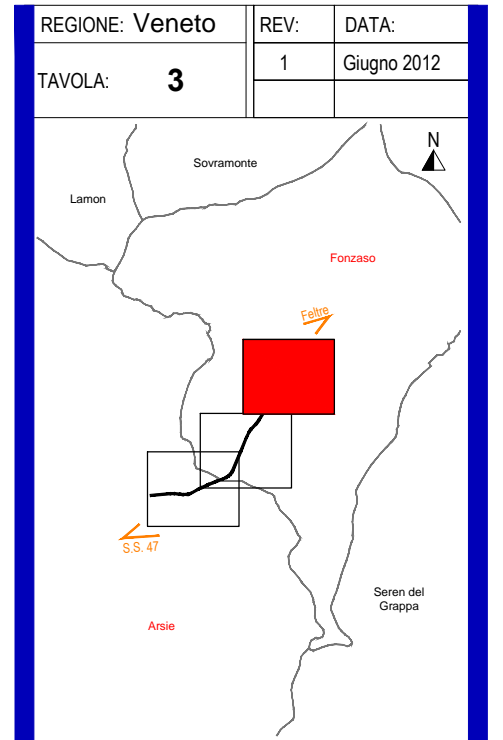 REGIONE: Veneto
REV:
DATA:
TAVOLA: 3
1
Giugno 2012
N
Sovramonte
Lamon
Fonzaso
Feltre
S.S. 47
Seren del
Grappa
Arsie